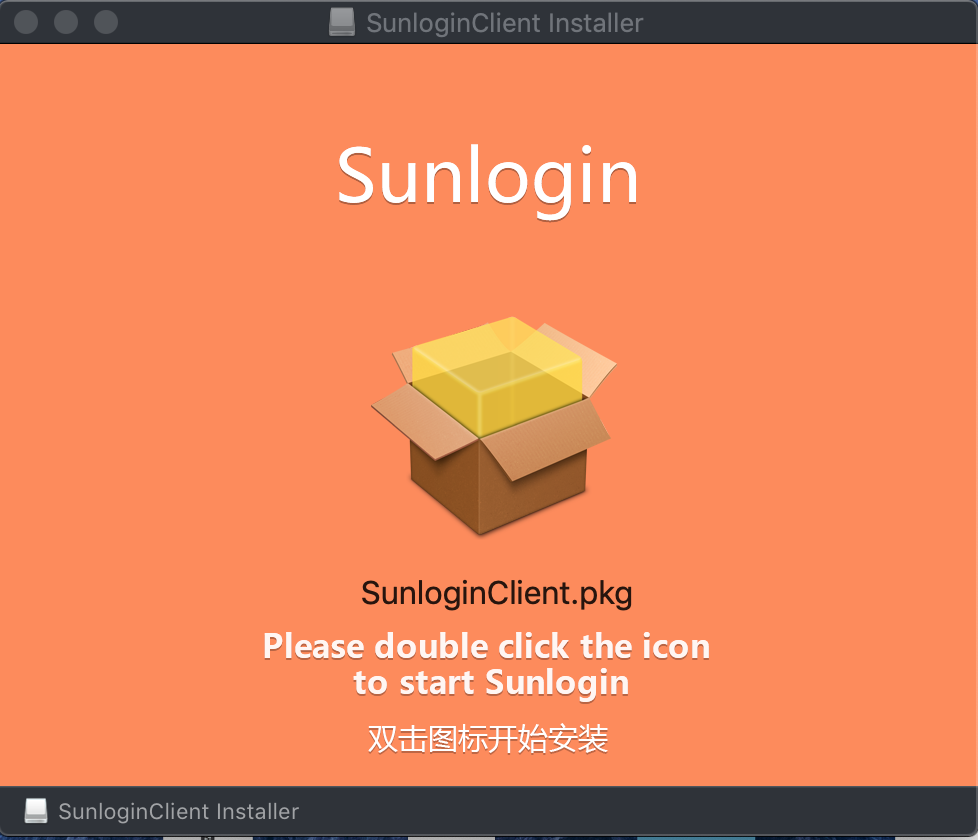 SunloginClient Installer
Sunlogin
SunloginClient.pkg
Please double click the icon
to start Sunlogin
双击图标开始安装
SunloginClient Installer